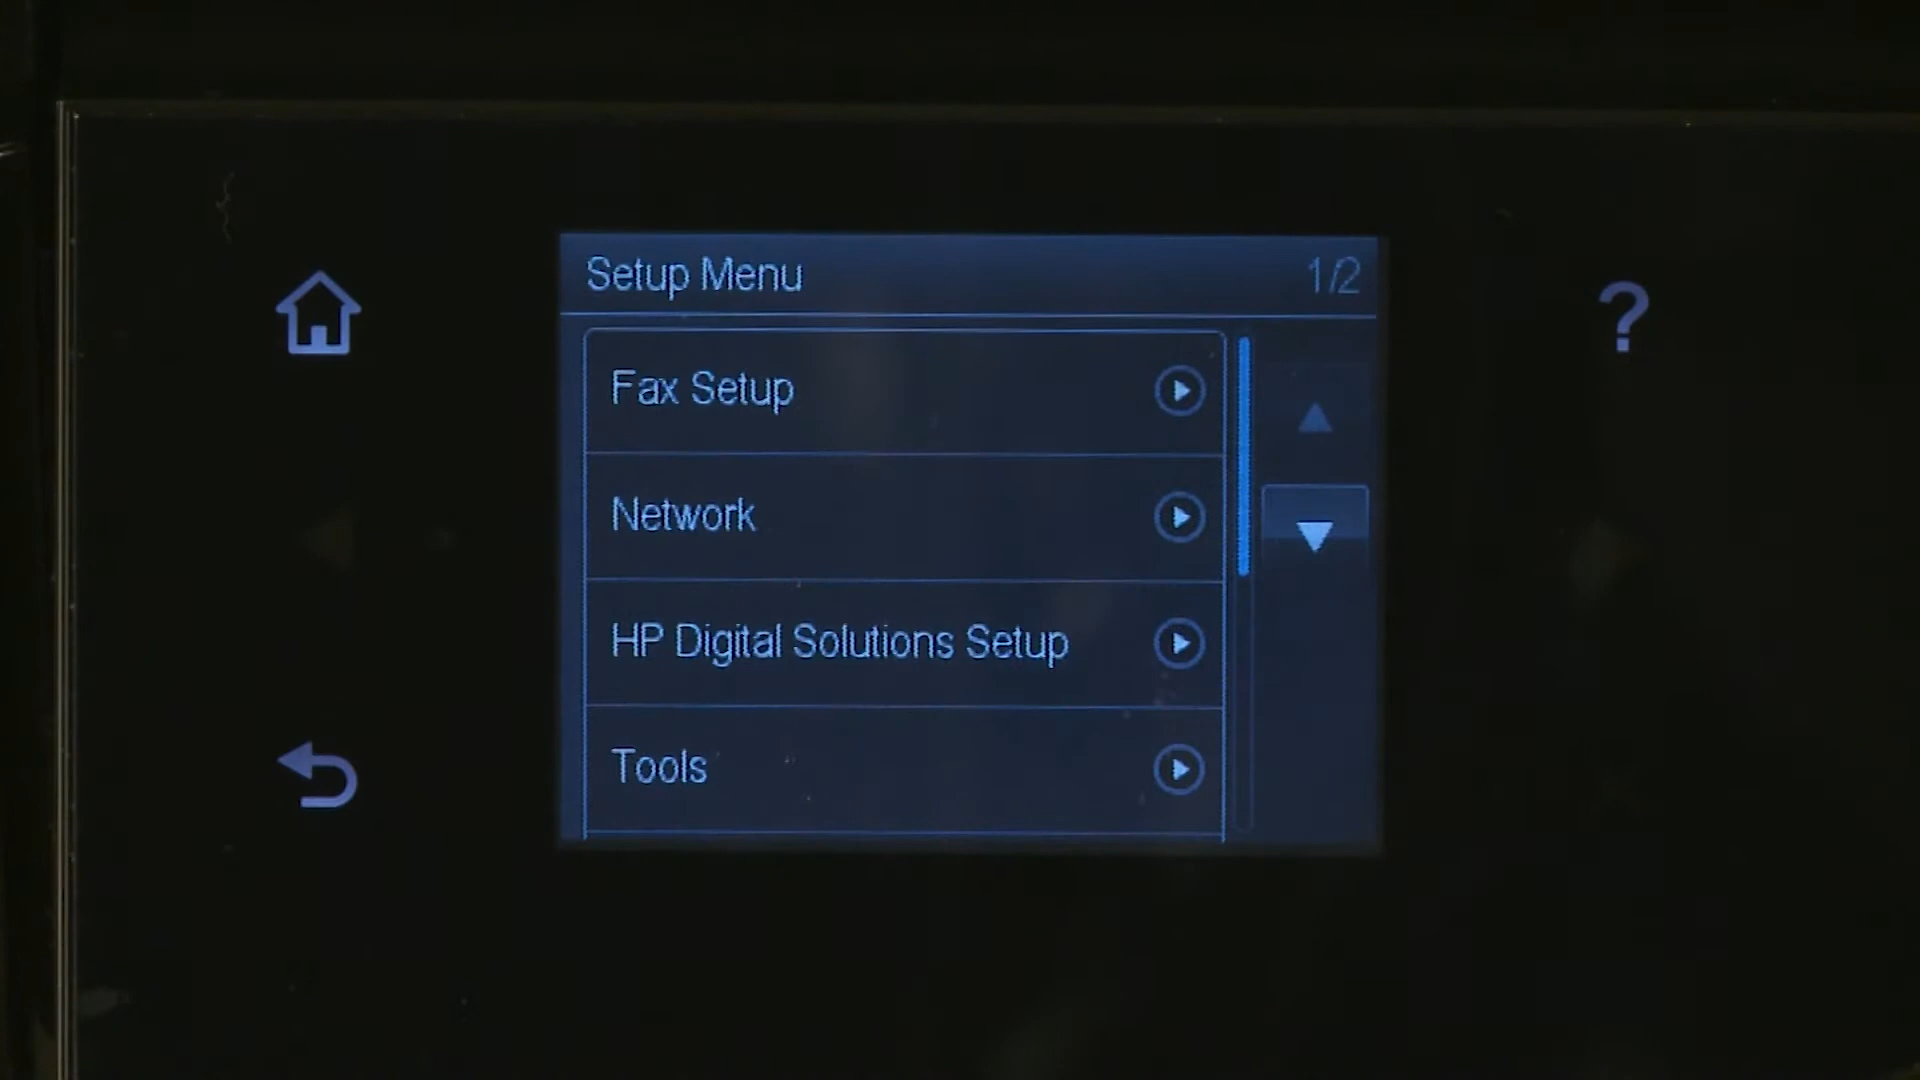 Setup Menu 1/2
Fax Setup
Network
HP Digital Solutions Setup
Tools
?